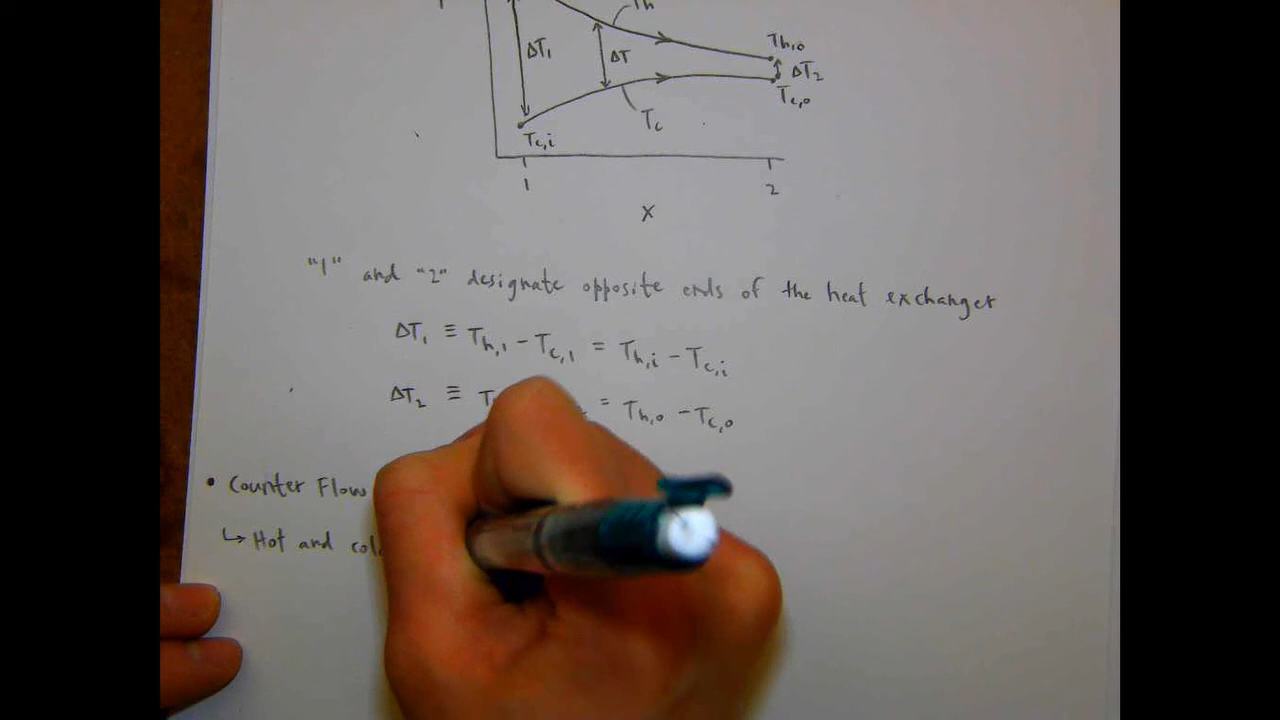 Th
ΔT₁
ΔT
Th,o
ΔT₂
Tc,o
Tc
Tc,i
1
2
X
"1" and "2" designate opposite ends of the heat exchanger
ΔT₁ ≡ Th,1 - Tc,1 = Th,i - Tc,i
ΔT₂ ≡ = Th,o - Tc,o
• Counter Flow
↳ Hot and